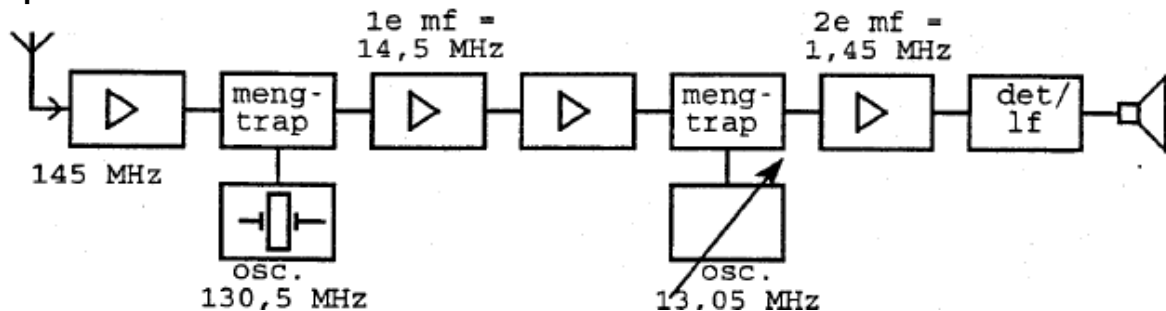 1e mf =
14,5 MHz
2e mf =
1,45 MHz
meng-
trap
meng-
trap
det/
lf
145 MHz
osc.
130,5 MHz
osc.
13,05 MHz